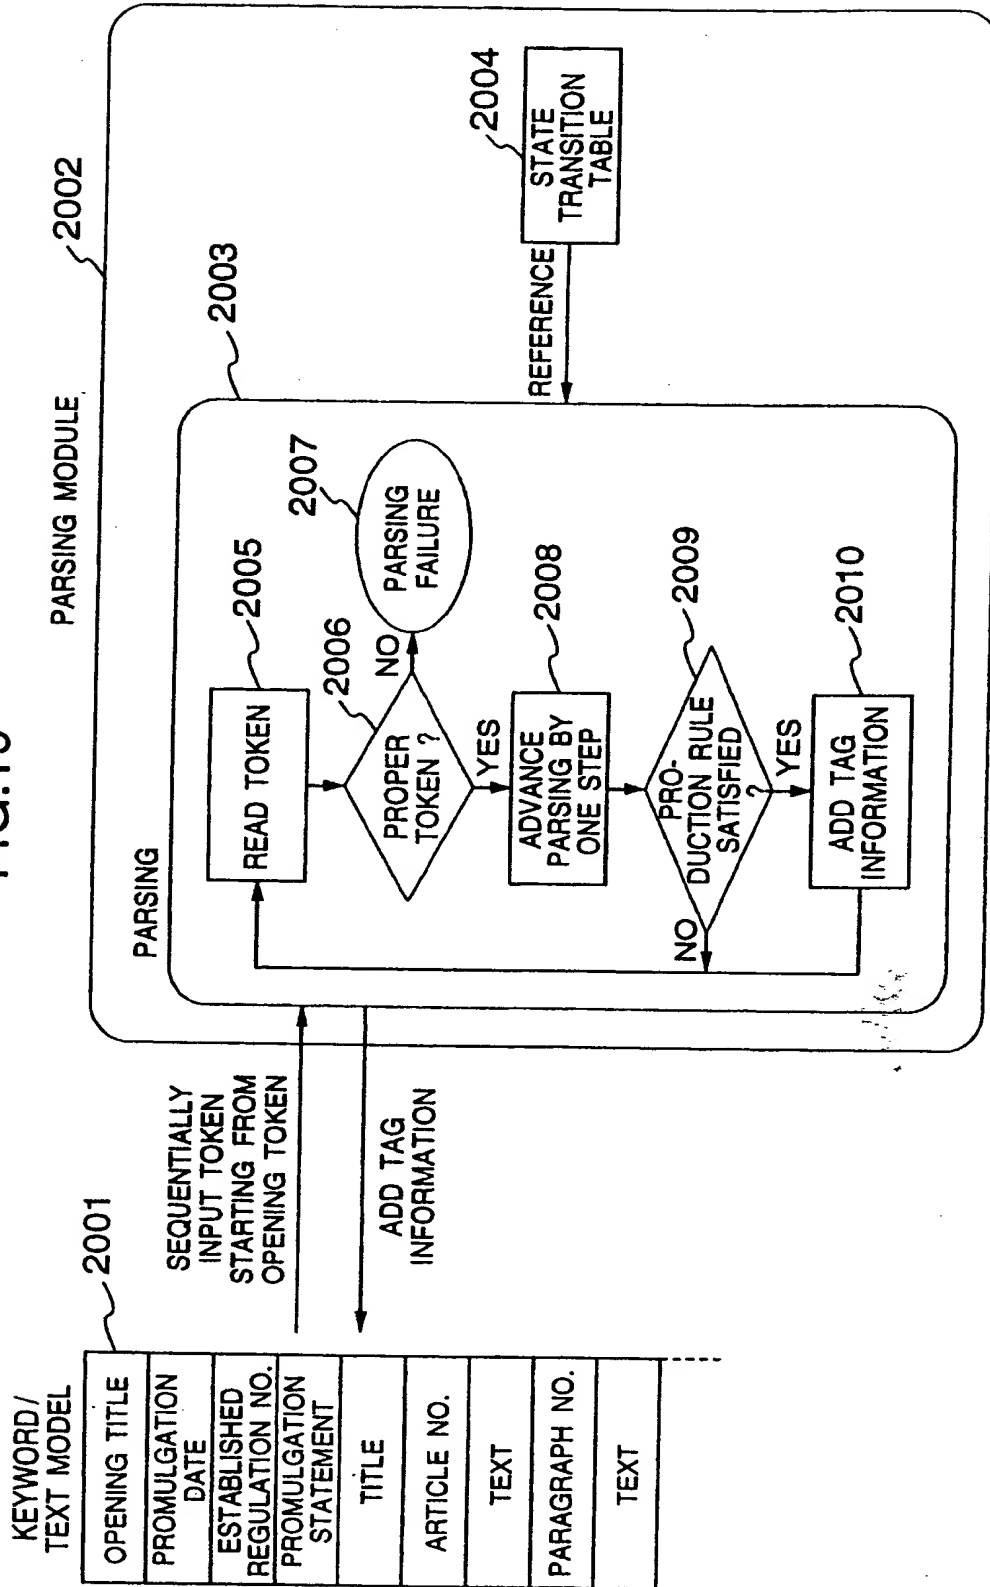 KEYWORD/
TEXT MODEL
OPENING TITLE
2001
PROMULGATION
DATE
ESTABLISHED
REGULATION NO.
PROMULGATION
STATEMENT
TITLE
ARTICLE NO.
TEXT
PARAGRAPH NO.
TEXT
SEQUENTIALLY
INPUT TOKEN
STARTING FROM
OPENING TOKEN
ADD TAG
INFORMATION
PARSING MODULE
2002
PARSING
2003
READ TOKEN
2005
PROPER
TOKEN ?
2006
NO
PARSING
FAILURE
2007
YES
ADVANCE
PARSING BY
ONE STEP
2008
PRO-
DUCTION RULE
SATISFIED
?
2009
NO
YES
ADD TAG
INFORMATION
2010
REFERENCE
STATE
TRANSITION
TABLE
2004